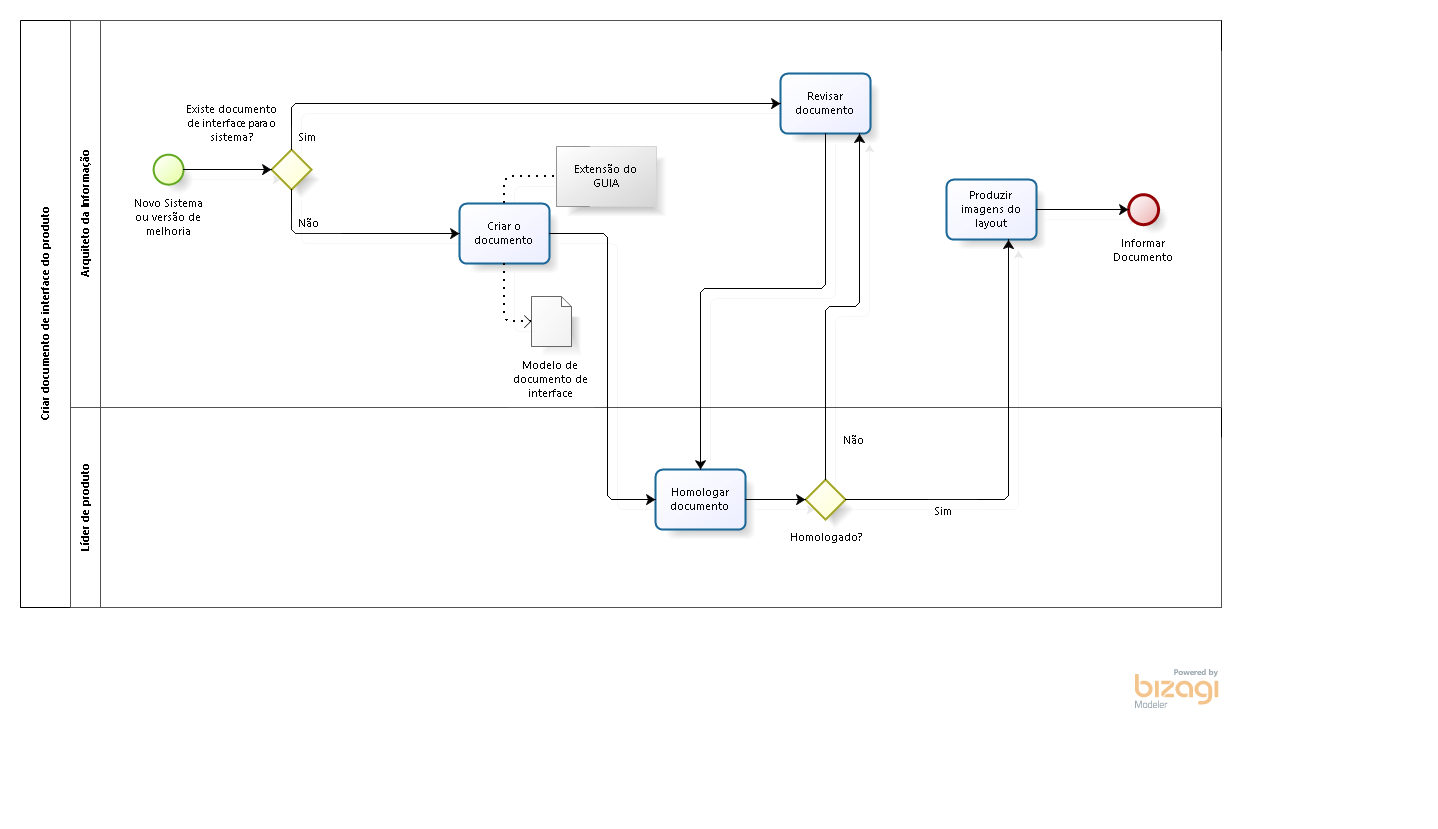 Criar documento de interface do produto
Arquiteto da Informação
Líder de produto
Existe documento
de interface para o
sistema?
Sim
Não
Novo Sistema
ou versão de
melhoria
Extensão do
GUIA
Criar o
documento
Modelo de
documento de
interface
Revisar
documento
Produzir
imagens do
layout
Informar
Documento
Homologar
documento
Não
Sim
Homologado?
Powered by
bizagi
Modeler